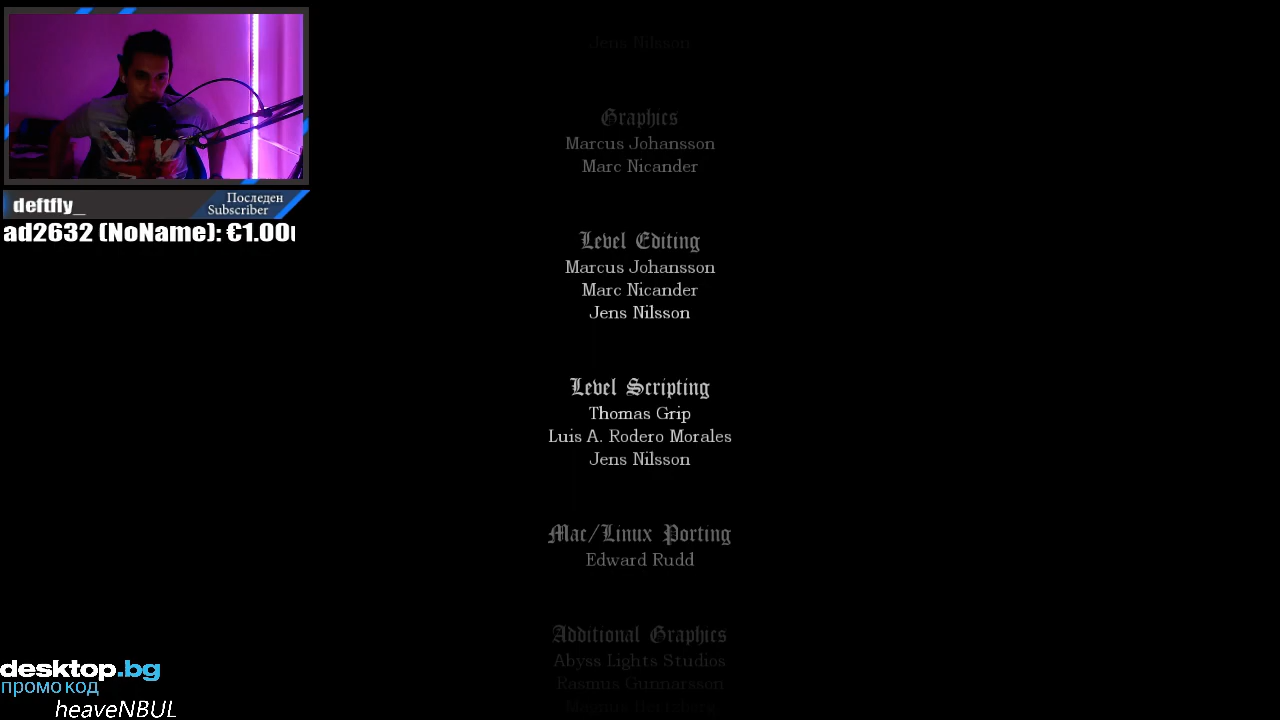 deftfly_
Последен
Subscriber
ad2632 (NoName): €1.00
Jens Nilsson
Graphics
Marcus Johansson
Marc Nicander
Level Editing
Marcus Johansson
Marc Nicander
Jens Nilsson
Level Scripting
Thomas Grip
Luis A. Rodero Morales
Jens Nilsson
Mac/Linux Porting
Edward Rudd
Additional Graphics
Abyss Lights Studios
Rasmus Gunnarsson
Magnus Hertzberg
desktop.bg
промо код
heaveNBUL